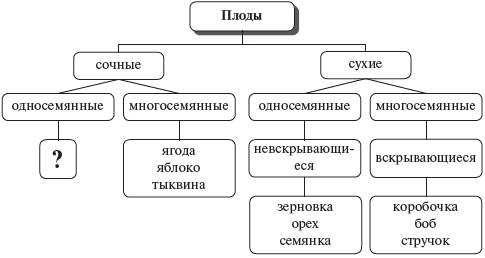 Плоды
сочные
сухие
односемянные
многосемянные
односемянные
многосемянные
?
ягода
яблоко
тыквина
невскрывающи-
еся
вскрывающиеся
зерновка
орех
семянка
коробочка
боб
стручок